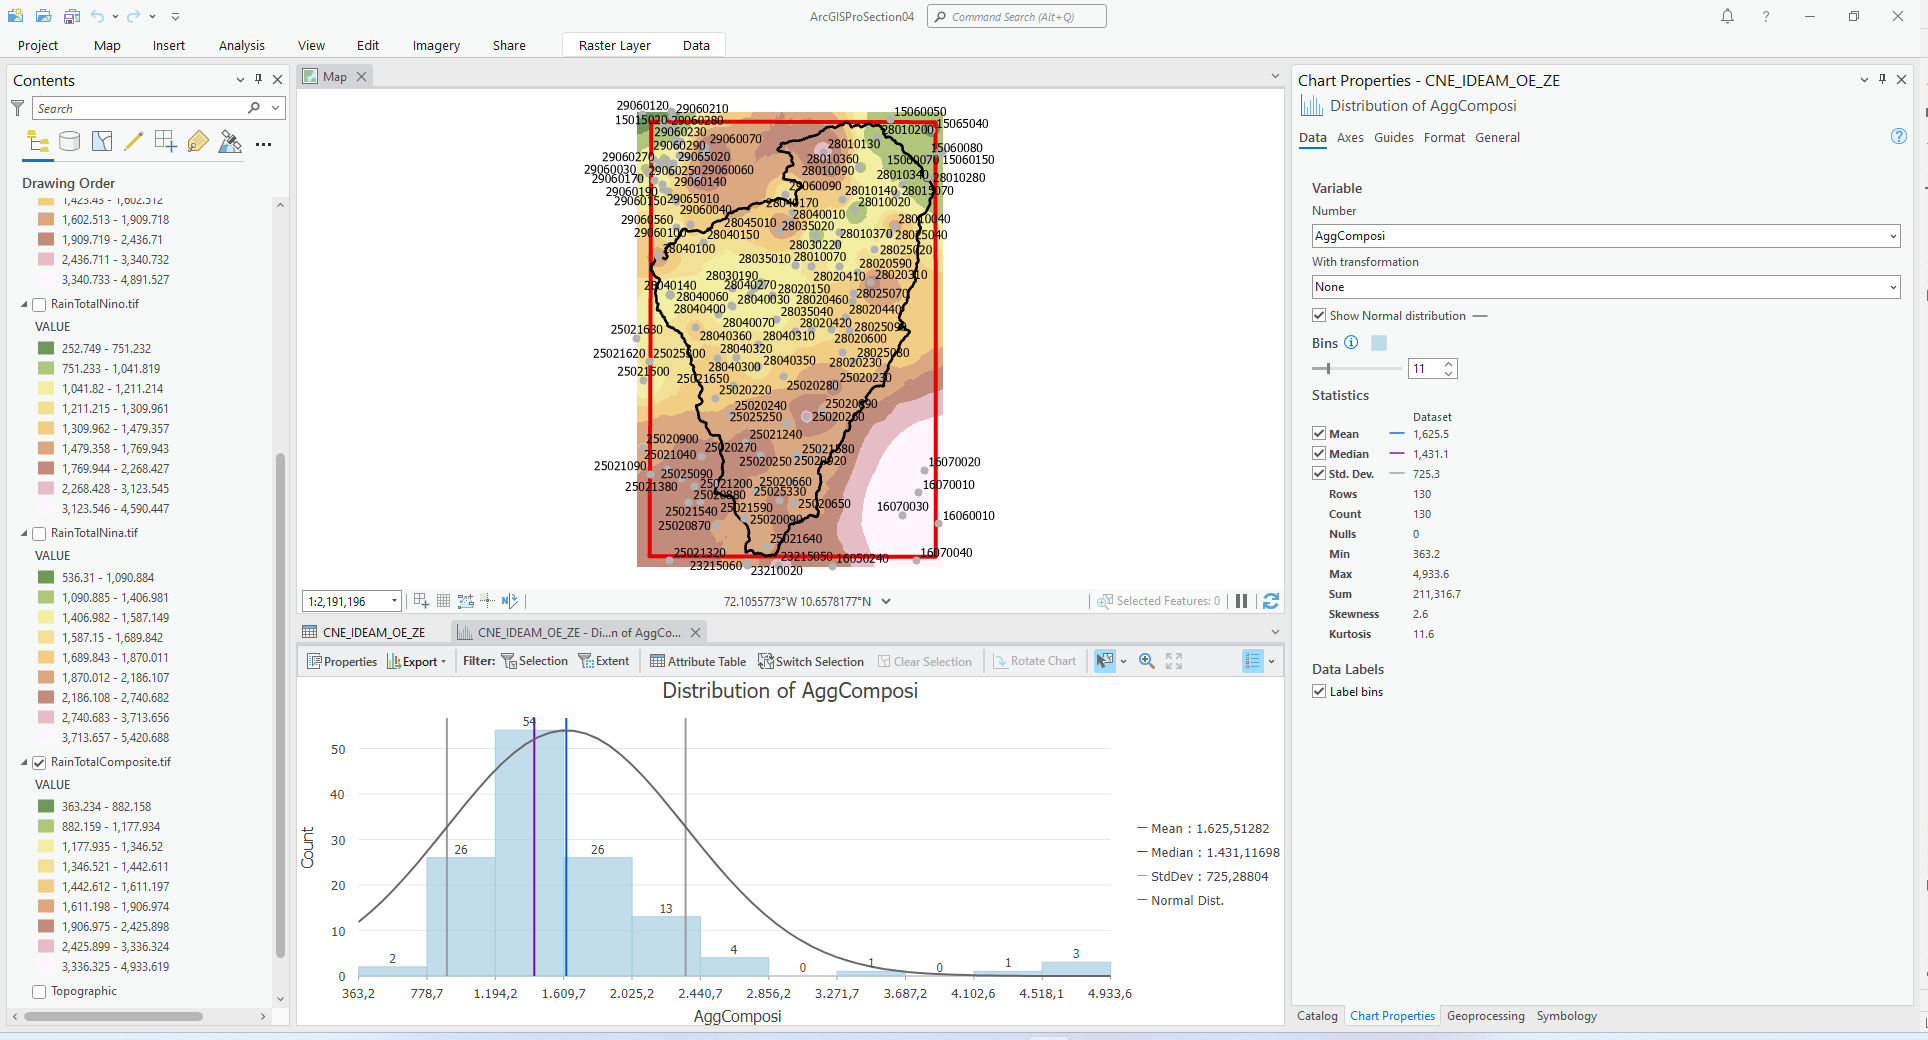 ArcGISProSection04
Command Search (Alt+Q)
Project Map Insert Analysis View Edit Imagery Share Raster Layer Data
Contents
Search
Drawing Order
1,423.43 - 1,602.512
1,602.513 - 1,909.718
1,909.719 - 2,436.71
2,436.711 - 3,340.732
3,340.733 - 4,891.527
RainTotalNino.tif
VALUE
252.749 - 751.232
751.233 - 1,041.819
1,041.82 - 1,211.214
1,211.215 - 1,309.961
1,309.962 - 1,479.357
1,479.358 - 1,769.943
1,769.944 - 2,268.427
2,268.428 - 3,123.545
3,123.546 - 4,590.447
RainTotalNina.tif
VALUE
536.31 - 1,090.884
1,090.885 - 1,406.981
1,406.982 - 1,587.149
1,587.15 - 1,689.842
1,689.843 - 1,870.011
1,870.012 - 2,186.107
2,186.108 - 2,740.682
2,740.683 - 3,713.656
3,713.657 - 5,420.688
RainTotalComposite.tif
VALUE
363.234 - 882.158
882.159 - 1,177.934
1,177.935 - 1,346.52
1,346.521 - 1,442.611
1,442.612 - 1,611.197
1,611.198 - 1,906.974
1,906.975 - 2,425.898
2,425.899 - 3,336.324
3,336.325 - 4,933.619
Topographic
Map
29060120 29060210 15060050
15015020 29060280 28010200 15065040
29060230 29060070
29060290 28010130 15060080
29060270 29065020 28010360 15060070 15060150
29060030 29060250 29060060 28010090
29060170 29060140 28010340 28010280
29060190 29060090 28010140 28015070
29060150 29065010 28040170 28010020
29060040 28040010
29060560 28045010 28035020 28010040
29060100 28040150 28010370 28025040
28040100 28030220 28025020
28035010 28010070 28020590
28030190 28020410 28020310
28040140 28040270 28020150
28040060 28040030 28020460 28025070
28040400 28035040 28020440
28040070 28020420 28025090
25021630 28040360 28040310 28020600
25021620 28040320 28025080
28040350 28020230
25021500 28040300
25021650 25020280 25020230
25020220
25020240
25025250 25020260
25020900 25021240
25021040 25020270 25021580
25021090 25020250 25020920 16070020
25025090
25021380 25021200 25020660 16070010
25020880 25025330
25021540 25021590 25020650 16070030
25020870 25020090 16060010
25021640
25021320 23215050 16050240 16070040
23215060 23210020
1:2,191,196 72.1055773°W 10.6578177°N Selected Features: 0
CNE_IDEAM_OE_ZE CNE_IDEAM_OE_ZE - Di...n of AggCo...
Properties Export Filter: Selection Extent Attribute Table Switch Selection Clear Selection Rotate Chart
Distribution of AggComposi
Count
50
40
30
20
10
0
2 26 54 26 13 4 0 1 0 1 3
363,2 778,7 1.194,2 1.609,7 2.025,2 2.440,7 2.856,2 3.271,7 3.687,2 4.102,6 4.518,1 4.933,6
AggComposi
Mean : 1.625,51282
Median : 1.431,11698
StdDev : 725,28804
Normal Dist.
Chart Properties - CNE_IDEAM_OE_ZE
Distribution of AggComposi
Data Axes Guides Format General
Variable
Number
AggComposi
With transformation
None
Show Normal distribution
Bins
11
Statistics
Dataset
Mean 1,625.5
Median 1,431.1
Std. Dev. 725.3
Rows 130
Count 130
Nulls 0
Min 363.2
Max 4,933.6
Sum 211,316.7
Skewness 2.6
Kurtosis 11.6
Data Labels
Label bins
Catalog Chart Properties Geoprocessing Symbology